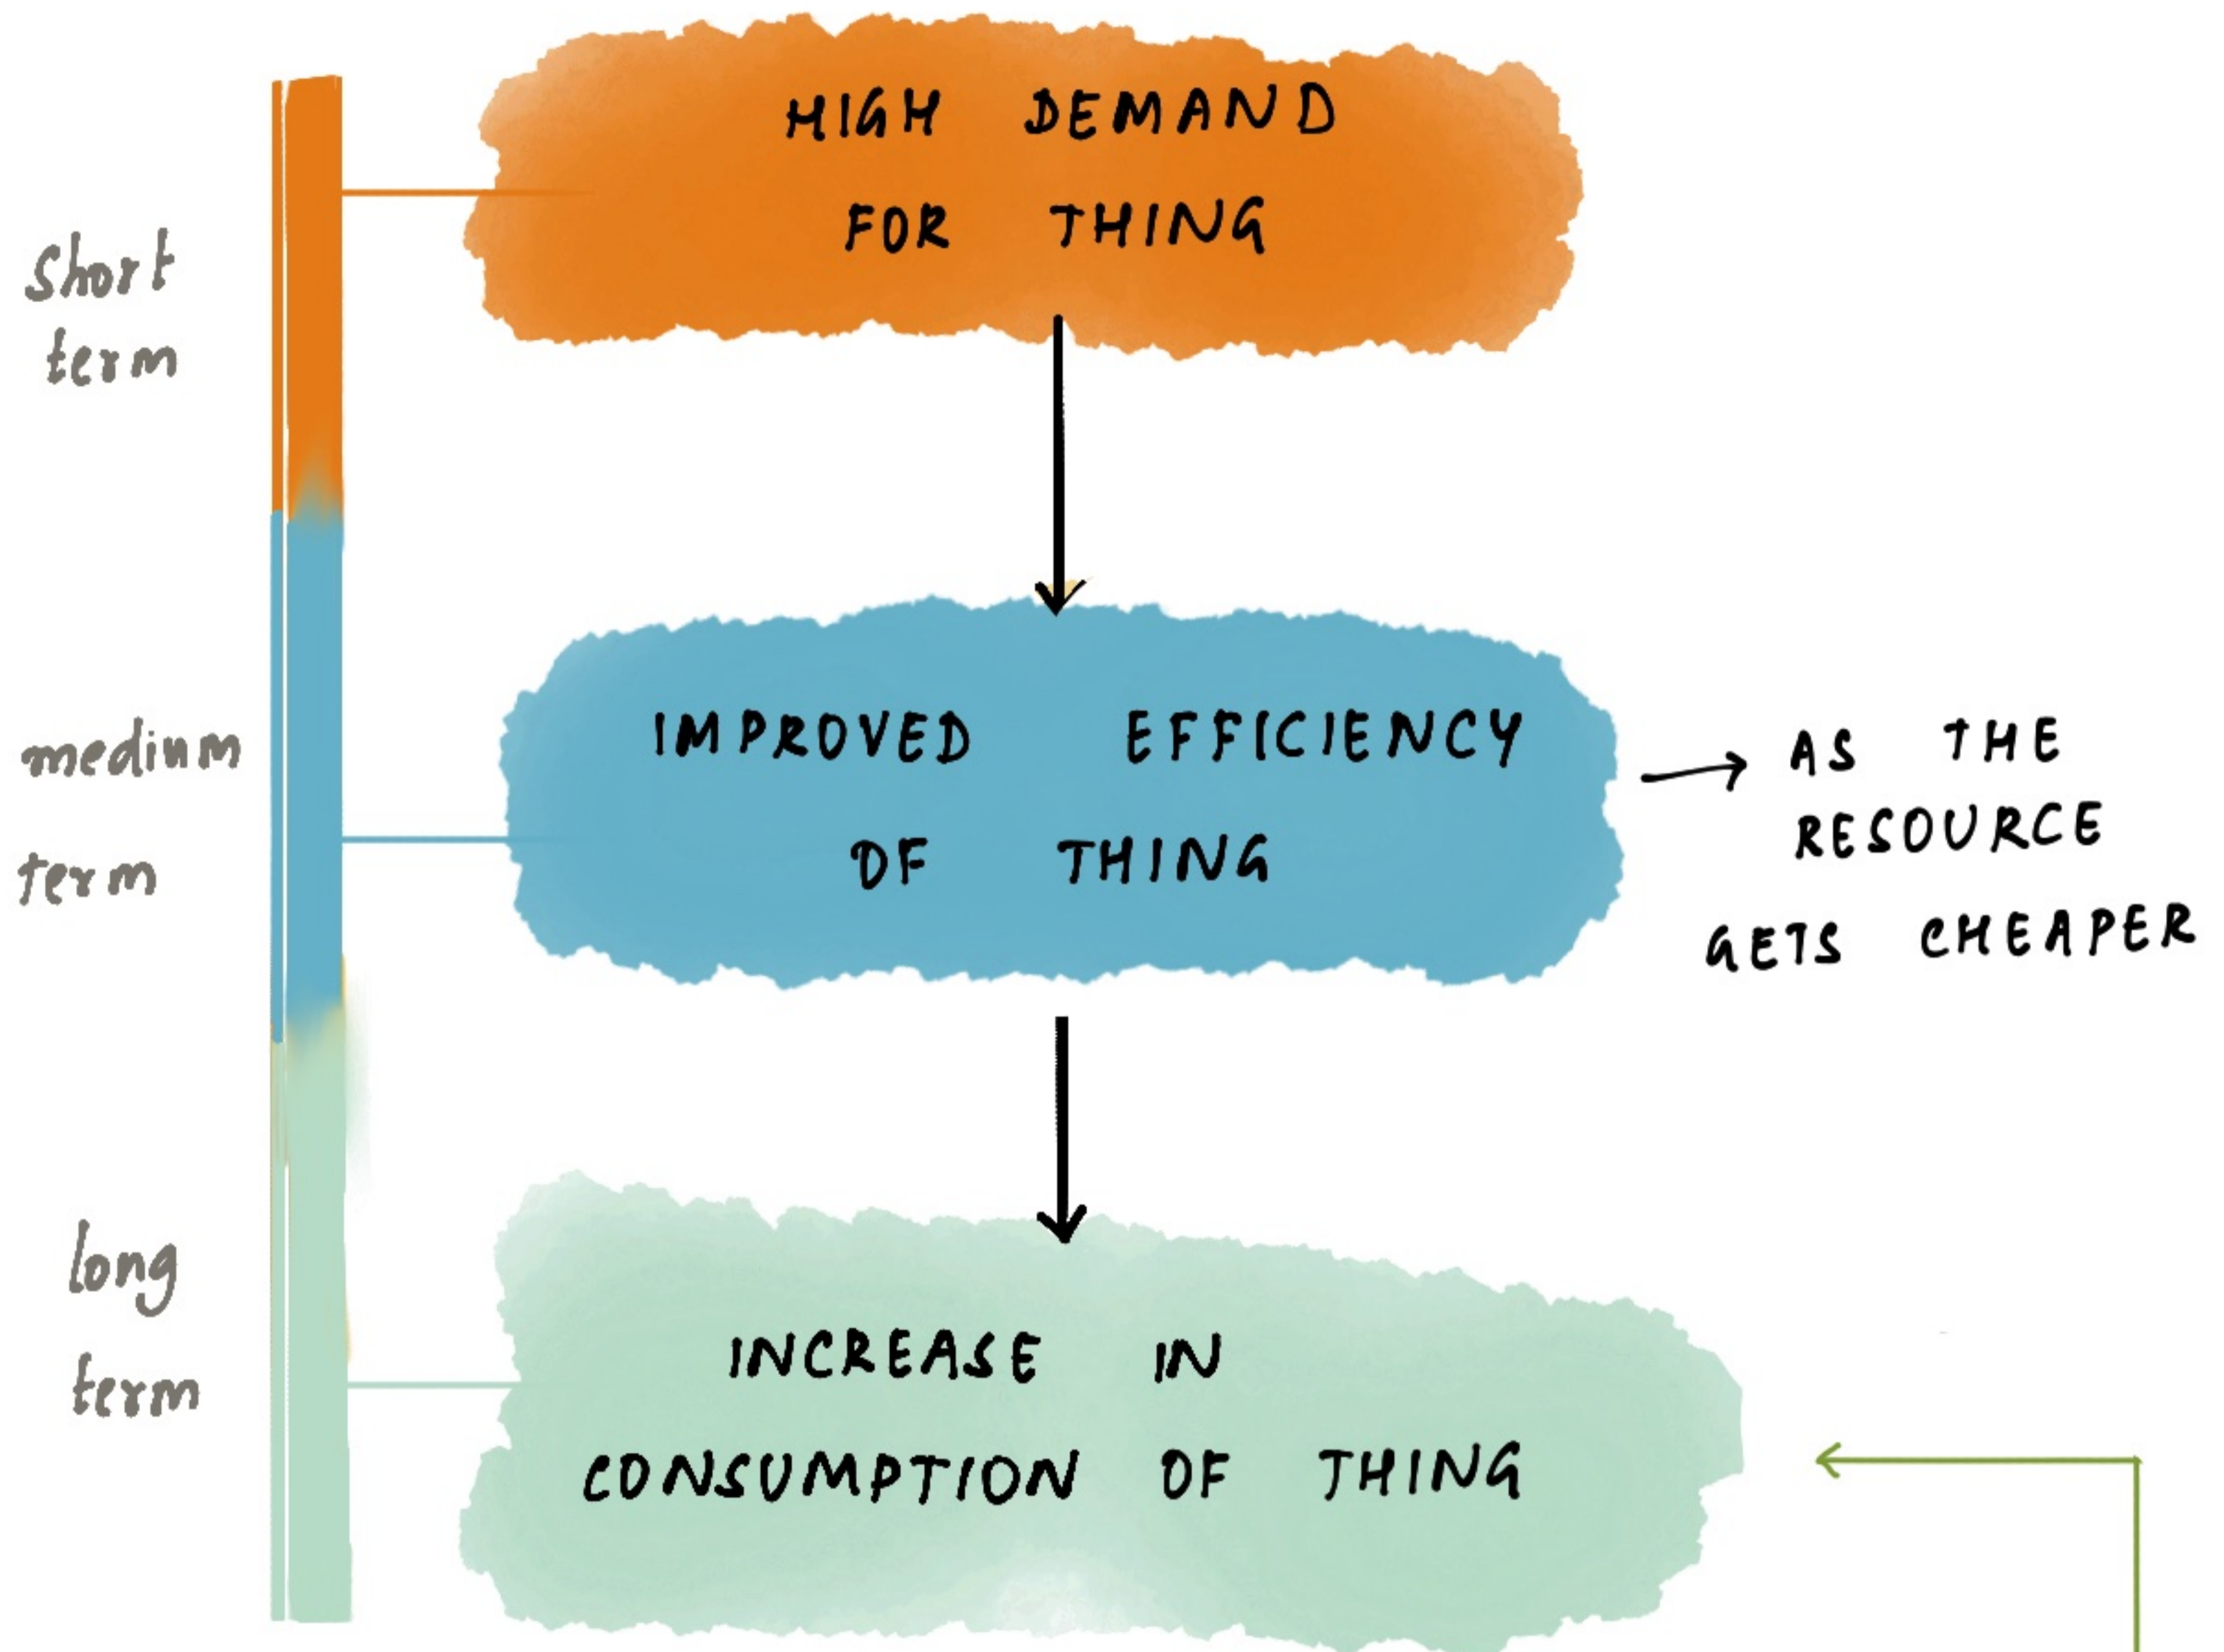 HIGH DEMAND
FOR THING
short
term
IMPROVED EFFICIENCY
OF THING
medium
term
AS THE
RESOURCE
GETS CHEAPER
INCREASE IN
CONSUMPTION OF THING
long
term